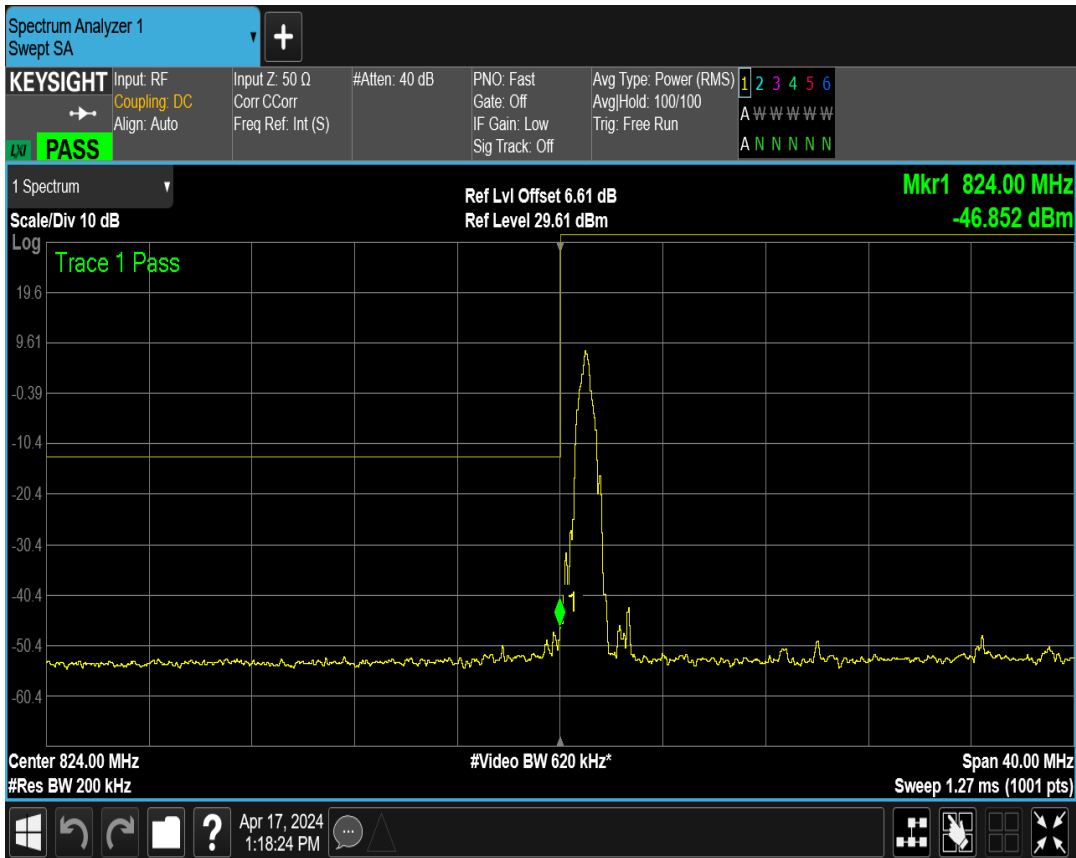 Spectrum Analyzer 1
Swept SA
+
KEYSIGHT
LXI PASS
Input: RF
Coupling: DC
Align: Auto
Input Z: 50 Ω
Corr CCorr
Freq Ref: Int (S)
#Atten: 40 dB
PNO: Fast
Gate: Off
IF Gain: Low
Sig Track: Off
Avg Type: Power (RMS)
Avg|Hold: 100/100
Trig: Free Run
1 2 3 4 5 6
A W W W W W
A N N N N N
1 Spectrum
Scale/Div 10 dB
Log
Ref Lvl Offset 6.61 dB
Ref Level 29.61 dBm
Mkr1 824.00 MHz
-46.852 dBm
Trace 1 Pass
19.6
9.61
-0.39
-10.4
-20.4
-30.4
-40.4
-50.4
-60.4
Center 824.00 MHz
#Res BW 200 kHz
#Video BW 620 kHz*
Span 40.00 MHz
Sweep 1.27 ms (1001 pts)
?
Apr 17, 2024
1:18:24 PM